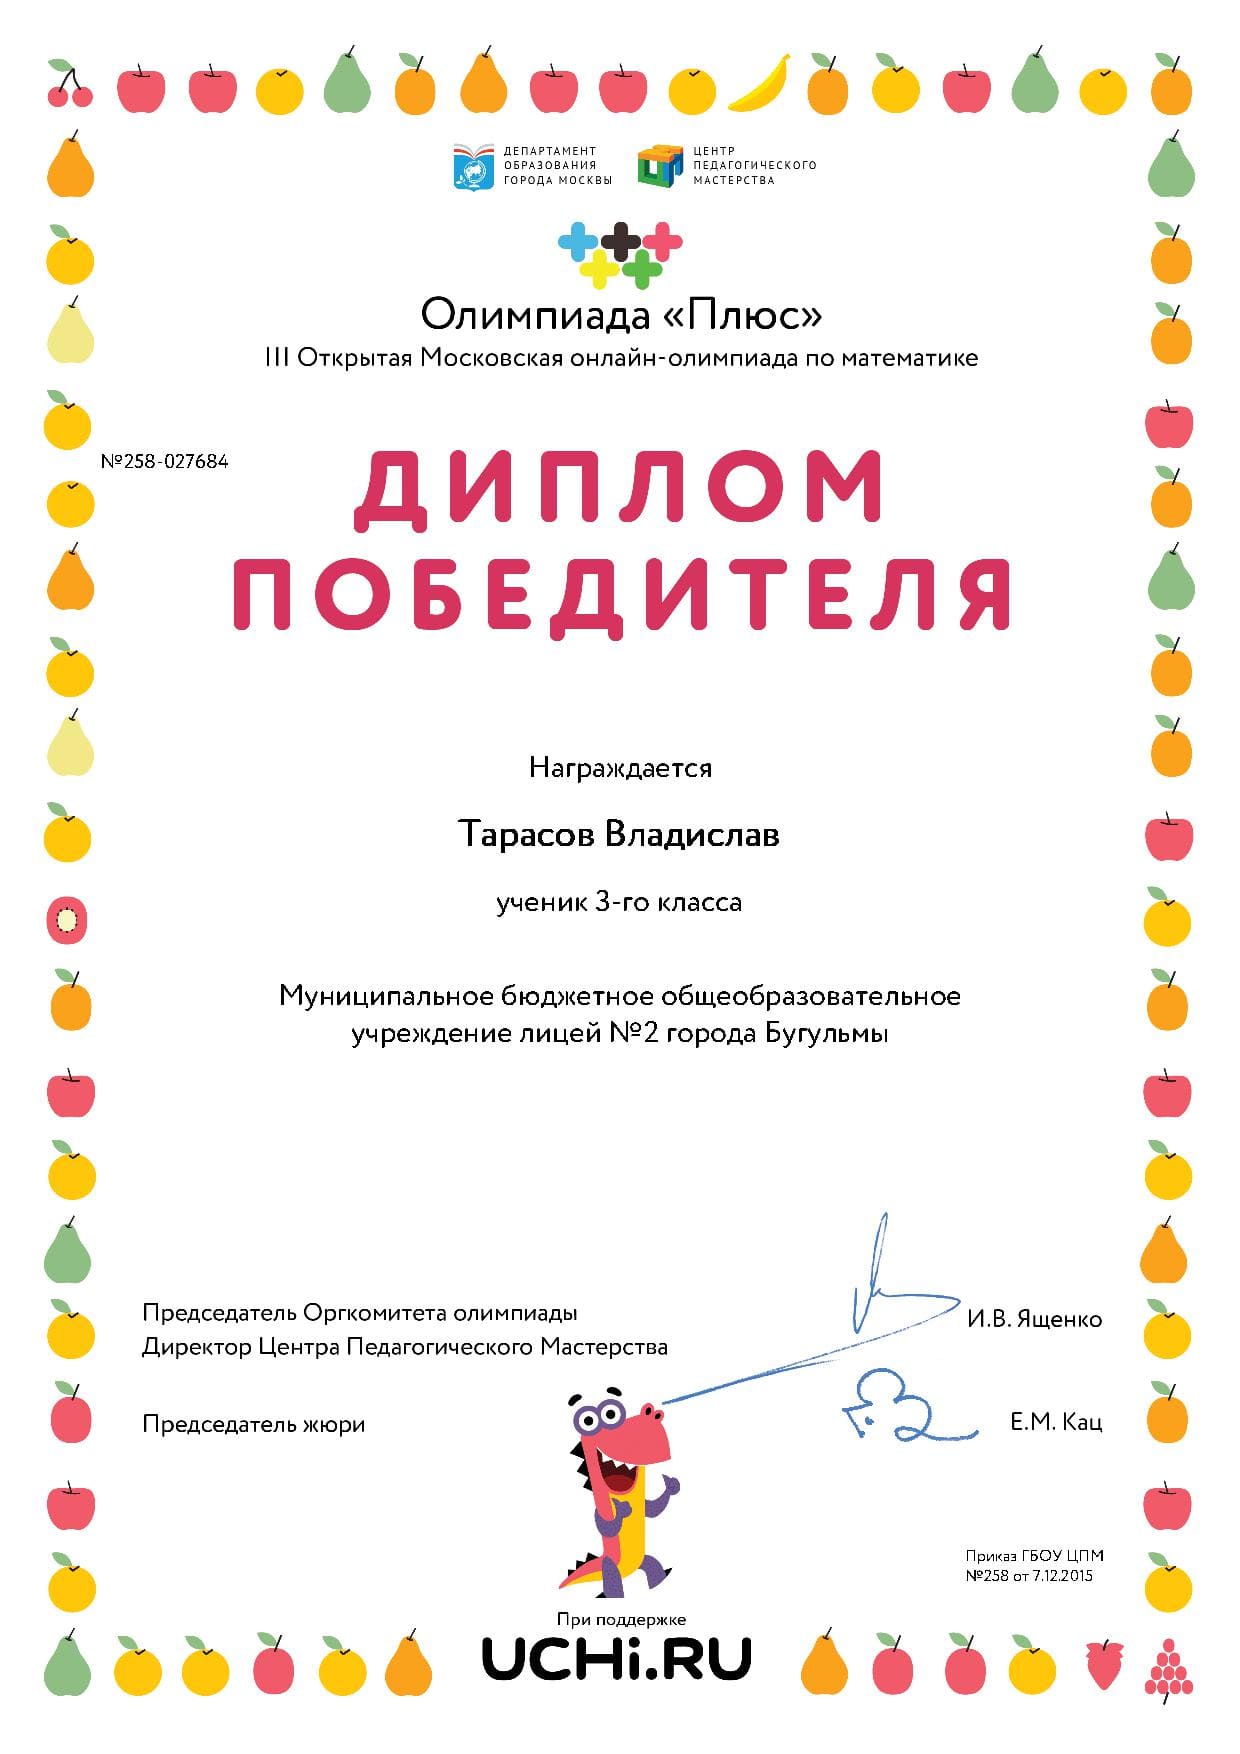 ДЕПАРТАМЕНТ
ОБРАЗОВАНИЯ
ГОРОДА МОСКВЫ
ЦЕНТР
ПЕДАГОГИЧЕСКОГО
МАСТЕРСТВА
Олимпиада «Плюс»
III Открытая Московская онлайн-олимпиада по математике
№258-027684
ДИПЛОМ
ПОБЕДИТЕЛЯ
Награждается
Тарасов Владислав
ученик 3-го класса
Муниципальное бюджетное общеобразовательное
учреждение лицей №2 города Бугульмы
Председатель Оргкомитета олимпиады
Директор Центра Педагогического Мастерства
И.В. Ященко
Председатель жюри
Е.М. Кац
Приказ ГБОУ ЦПМ
№258 от 7.12.2015
При поддержке
UCHi.RU